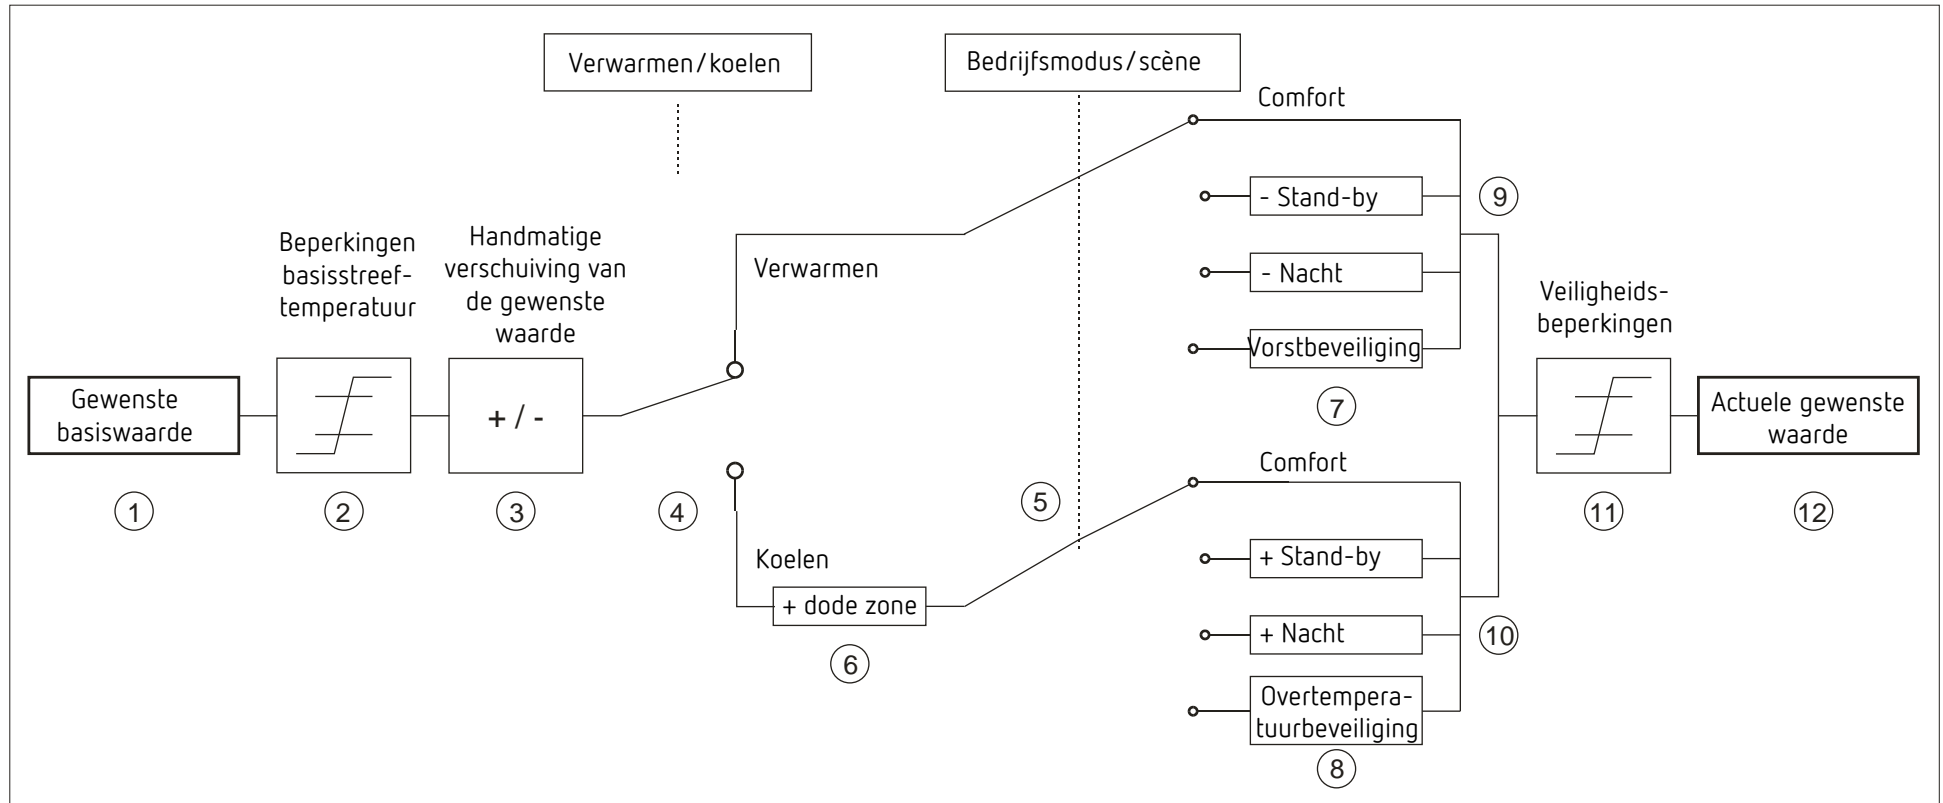 Verwarmen/koelen
Bedrijfsmodus/scène
Comfort
- Stand-by
9
- Nacht
Vorstbeveiliging
7
Beperkingen
basisstreef-
temperatuur
Handmatige
verschuiving van
de gewenste
waarde
Verwarmen
Veiligheids-
beperkingen
Gewenste
basiswaarde
+ / -
Actuele gewenste
waarde
1
2
3
4
5
11
12
Comfort
+ Stand-by
Koelen
+ dode zone
6
+ Nacht
10
Overtempera-
tuurbeveiliging
8